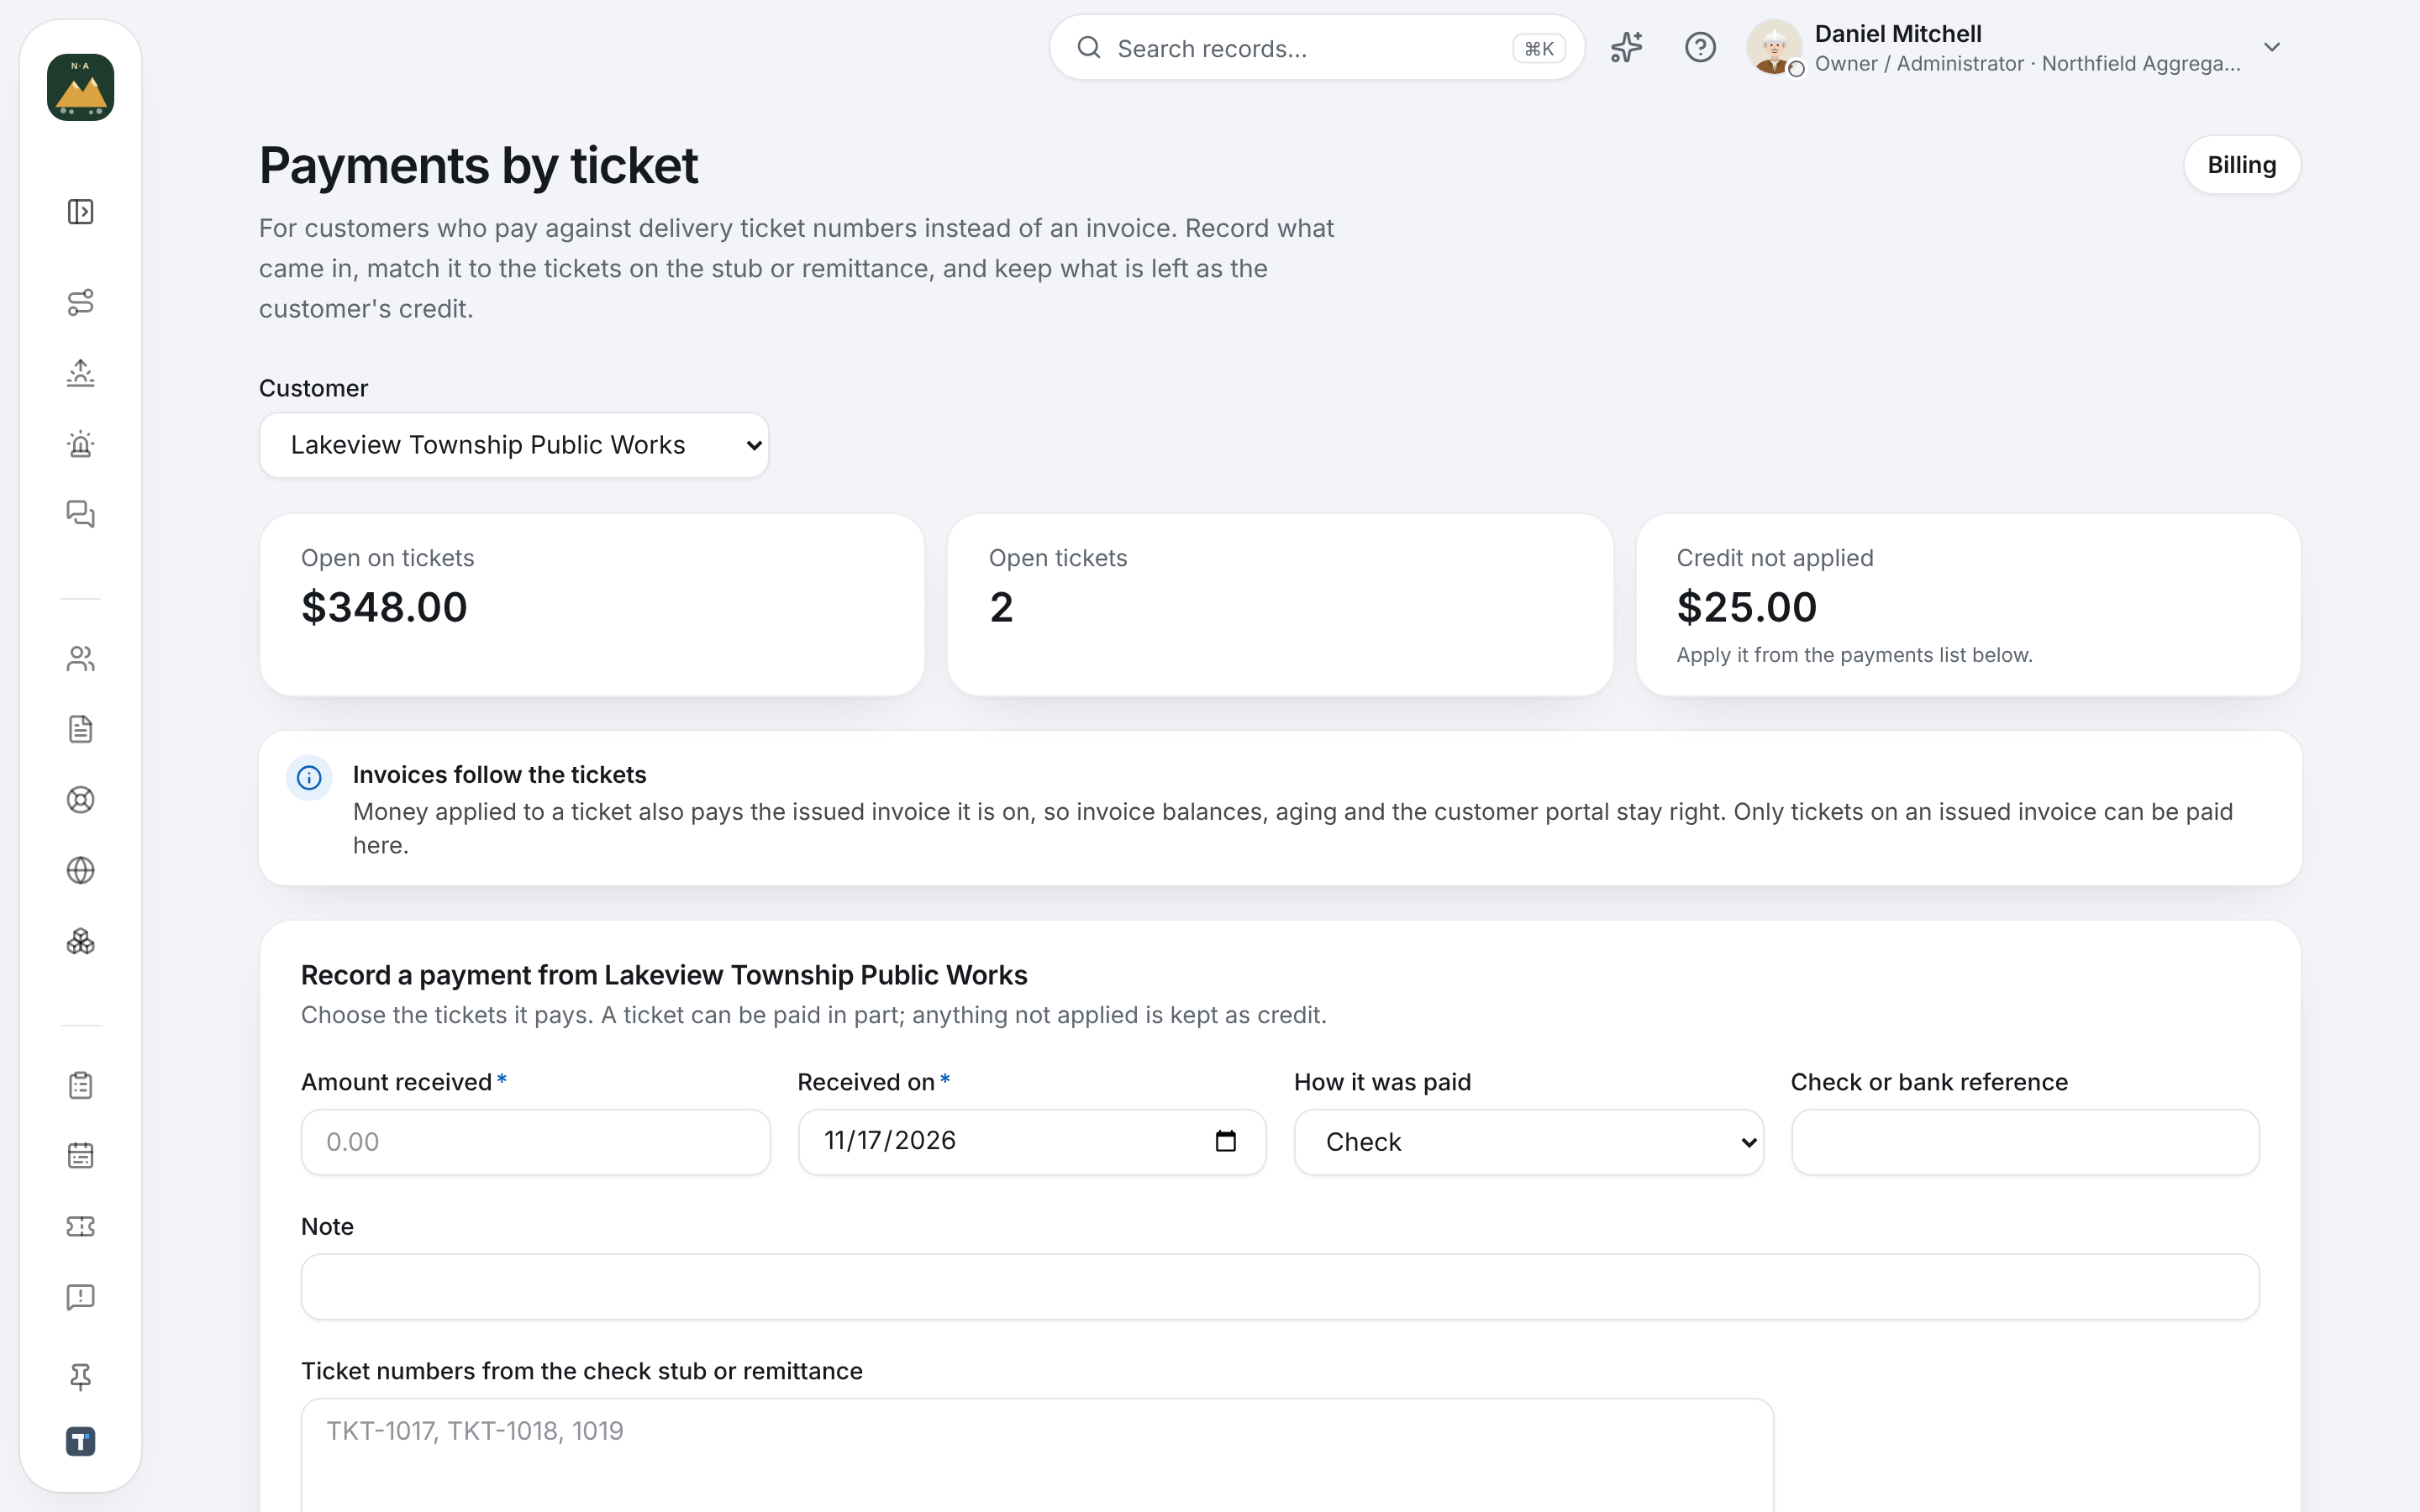 N·A
Search records...
⌘K
Daniel Mitchell
Owner / Administrator · Northfield Aggrega...
Payments by ticket
Billing
For customers who pay against delivery ticket numbers instead of an invoice. Record what
came in, match it to the tickets on the stub or remittance, and keep what is left as the
customer's credit.
Customer
Lakeview Township Public Works
Open on tickets
$348.00
Open tickets
2
Credit not applied
$25.00
Apply it from the payments list below.
Invoices follow the tickets
Money applied to a ticket also pays the issued invoice it is on, so invoice balances, aging and the customer portal stay right. Only tickets on an issued invoice can be paid
here.
Record a payment from Lakeview Township Public Works
Choose the tickets it pays. A ticket can be paid in part; anything not applied is kept as credit.
Amount received *
Received on *
How it was paid
Check or bank reference
0.00
11/17/2026
Check
Note
Ticket numbers from the check stub or remittance
TKT-1017, TKT-1018, 1019
T